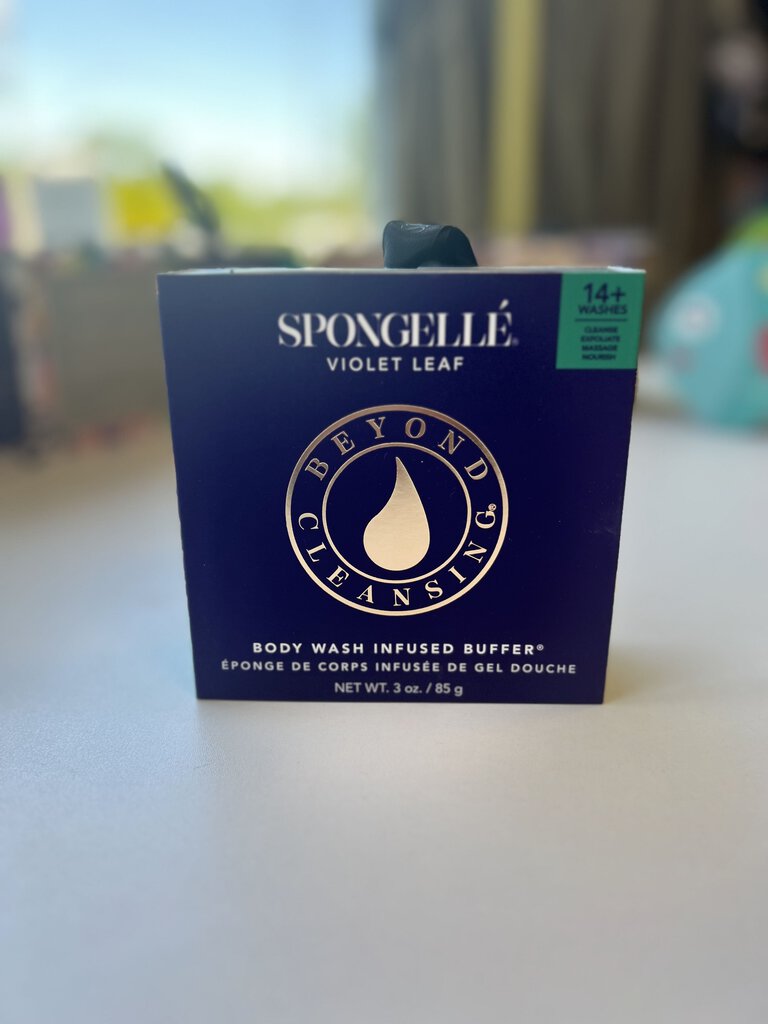 SPONGELLÉ®
VIOLET LEAF
14+
WASHES
CLEANSE
EXFOLIATE
MASSAGE
NOURISH
BEYOND
CLEANSING®
BODY WASH INFUSED BUFFER®
ÉPONGE DE CORPS INFUSÉE DE GEL DOUCHE
NET WT. 3 oz. / 85 g